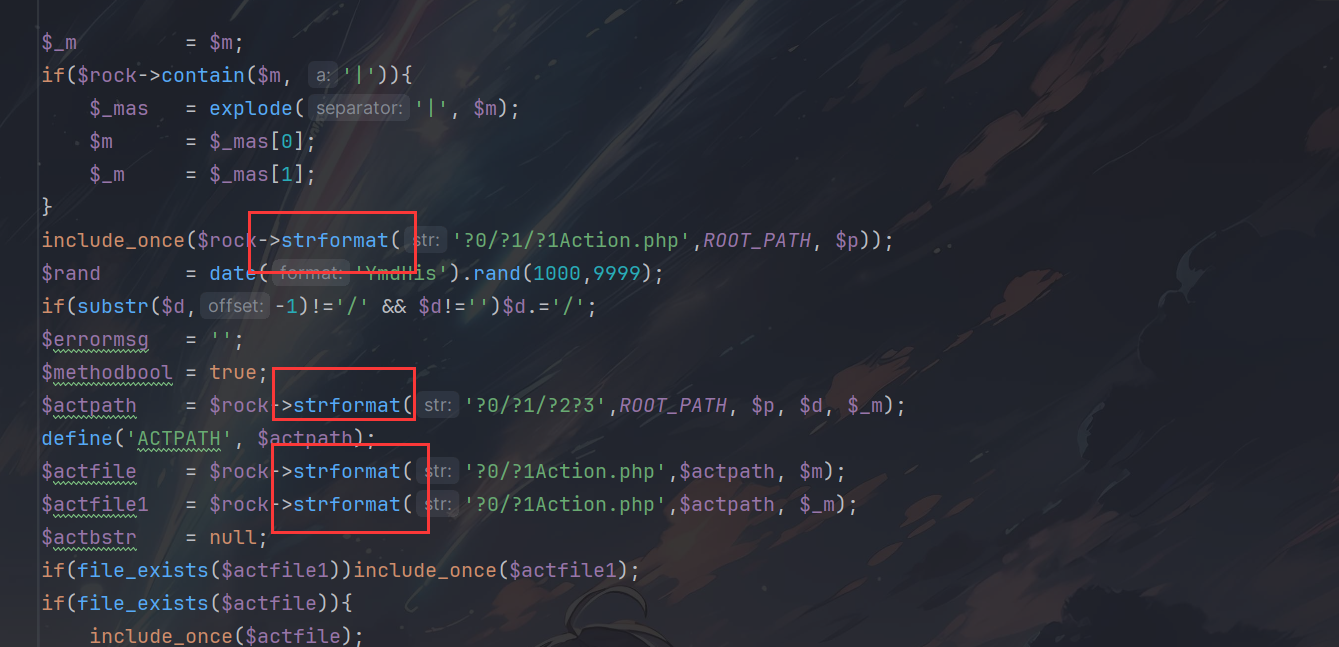 $_m = $m;
if($rock->contain($m, a: '|')){
$_mas = explode( separator: '|', $m);
$m = $_mas[0];
$_m = $_mas[1];
}
include_once($rock->strformat( str: '?0/?1/?1Action.php',ROOT_PATH, $p));
$rand = date( format: 'YmdHis').rand(1000,9999);
if(substr($d, offset: -1)!='/' && $d!='')$d.='/';
$errormsg = '';
$methodbool = true;
$actpath = $rock->strformat( str: '?0/?1/?2?3',ROOT_PATH, $p, $d, $_m);
define('ACTPATH', $actpath);
$actfile = $rock->strformat( str: '?0/?1Action.php',$actpath, $m);
$actfile1 = $rock->strformat( str: '?0/?1Action.php',$actpath, $_m);
$actbstr = null;
if(file_exists($actfile1))include_once($actfile1);
if(file_exists($actfile)){
include_once($actfile);